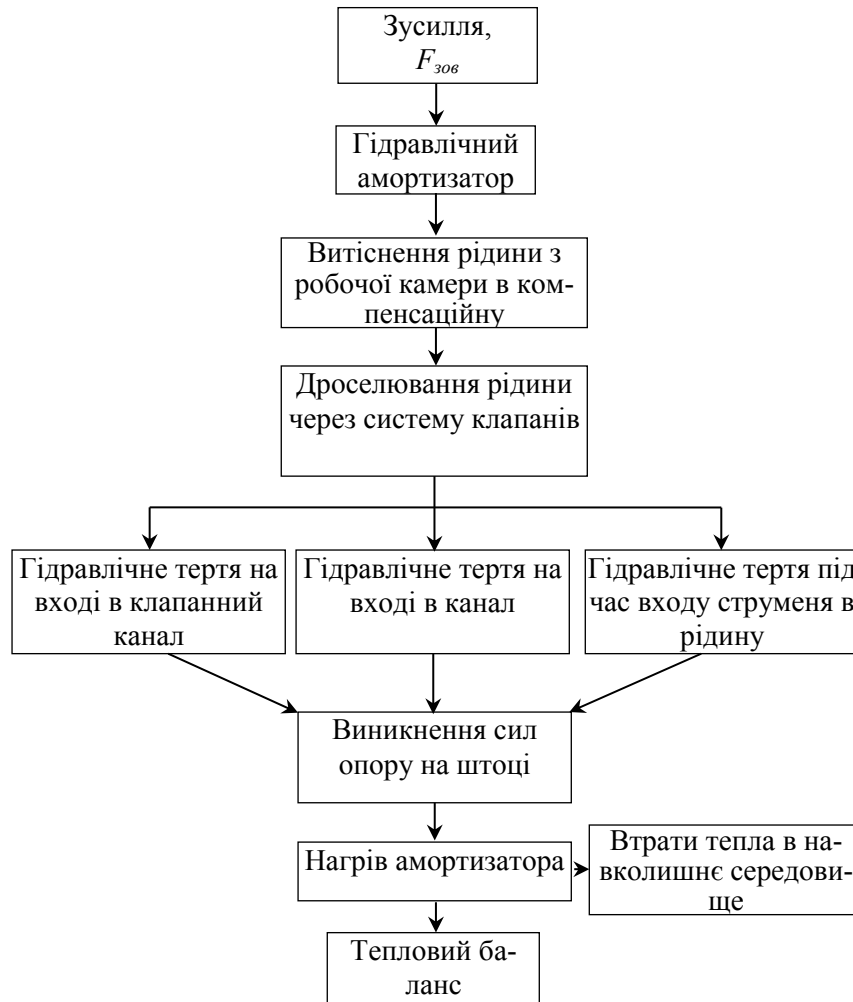 Зусилля,
Fзов
Гідравлічний
амортизатор
Витіснення рідини з
робочої камери в ком-
пенсаційну
Дроселювання рідини
через систему клапанів
Гідравлічне тертя на
вході в клапанний
канал
Гідравлічне тертя на
вході в канал
Гідравлічне тертя під
час входу струменя в
рідину
Виникнення сил
опору на штоці
Нагрів амортизатора
Втрати тепла в на-
вколишнє середови-
ще
Тепловий ба-
ланс